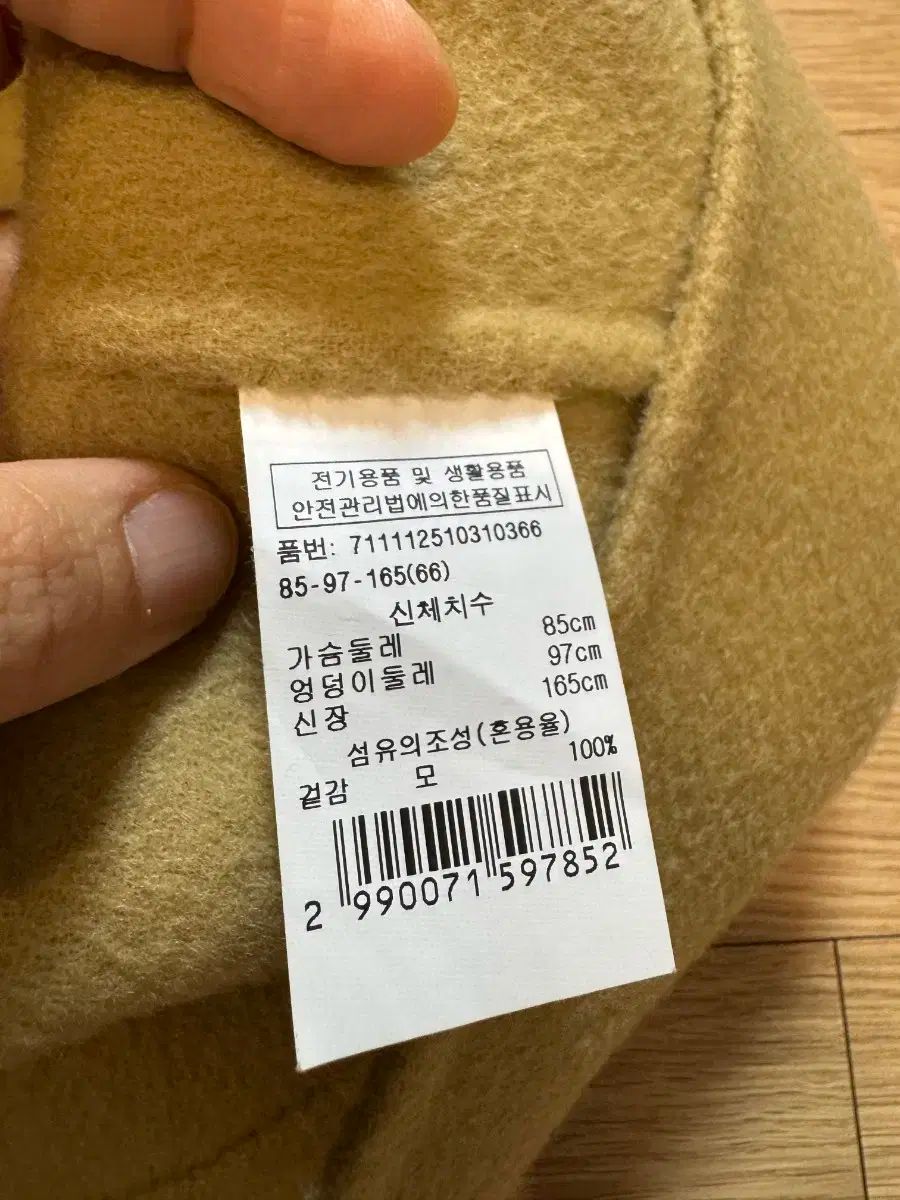 전기용품 및 생활용품
안전관리법에의한품질표시
품번: 711112510310366
85-97-165(66)
신체치수
가슴둘레 85cm
엉덩이둘레 97cm
신장 165cm
섬유의조성(혼용율)
겉감 모 100%
2 990071 597852